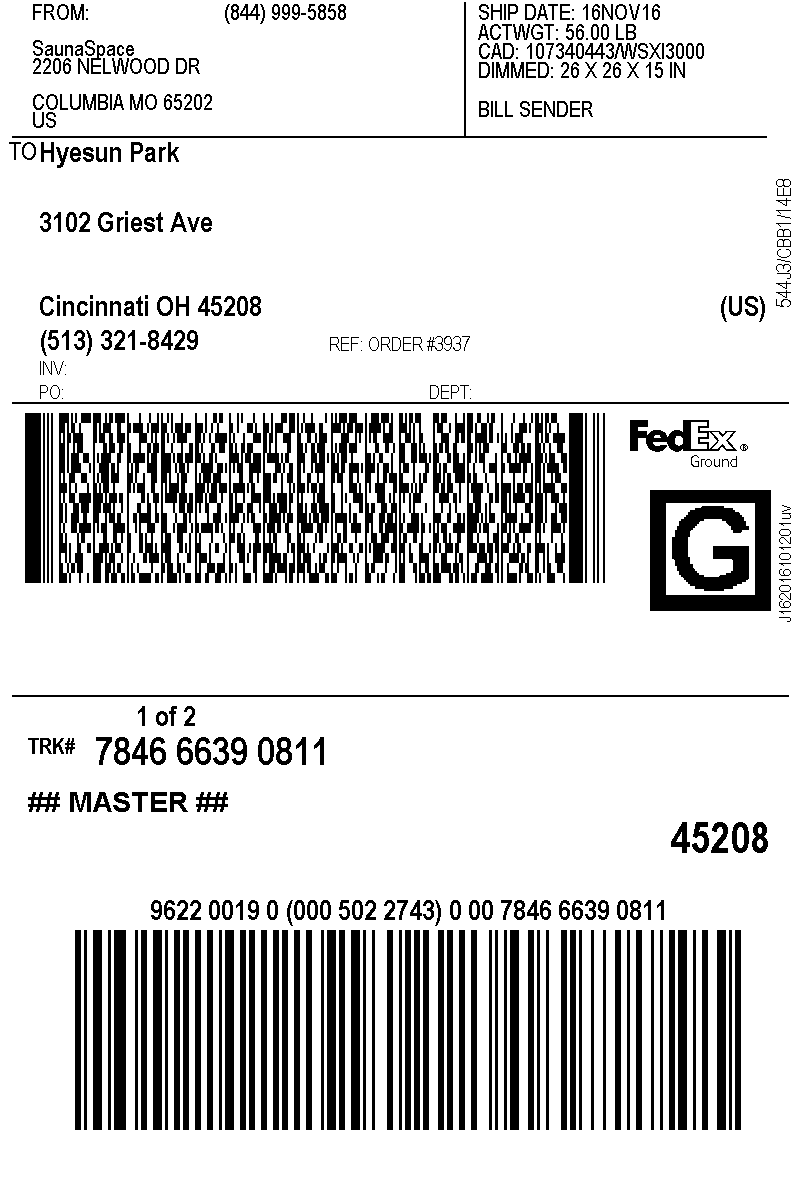 FROM: (844) 999-5858
SaunaSpace
2206 NELWOOD DR
COLUMBIA MO 65202
US
SHIP DATE: 16NOV16
ACTWGT: 56.00 LB
CAD: 107340443/WSXI3000
DIMMED: 26 X 26 X 15 IN
BILL SENDER
TO Hyesun Park
3102 Griest Ave
Cincinnati OH 45208 (US)
(513) 321-8429 REF: ORDER #3937
INV:
PO: DEPT:
544J3/CBB1/14E8
FedEx®
Ground
G
J162016101201uv
1 of 2
TRK# 7846 6639 0811
## MASTER ##
45208
9622 0019 0 (000 502 2743) 0 00 7846 6639 0811